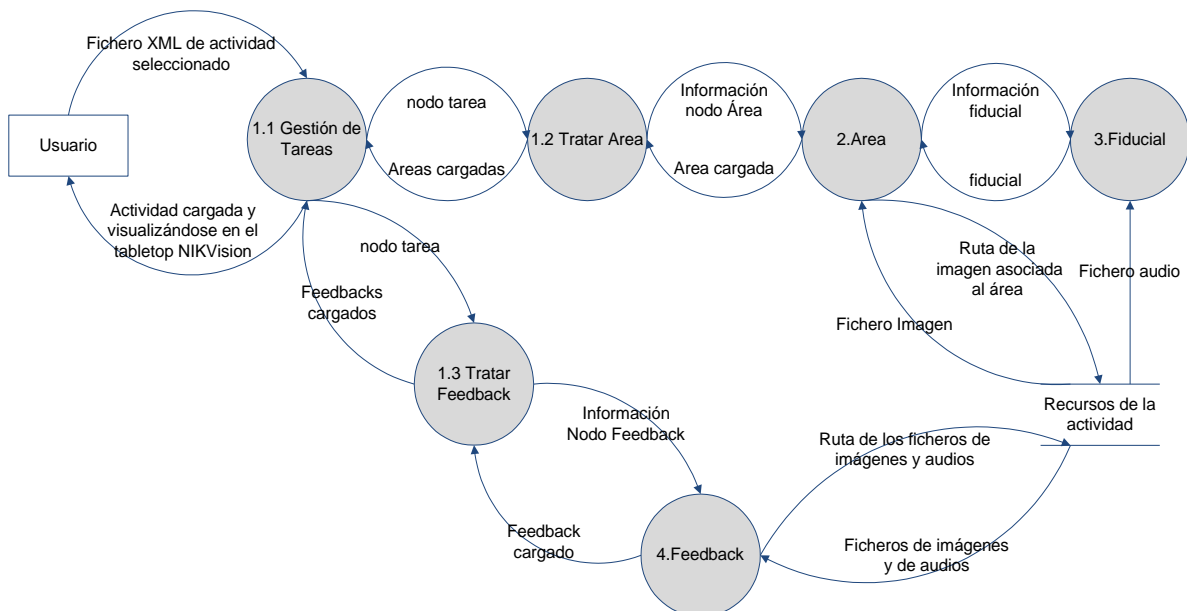 Fichero XML de actividad
seleccionado
Usuario
1.1 Gestión de
Tareas
nodo tarea
Areas cargadas
1.2 Tratar Area
Información
nodo Área
Area cargada
2.Area
Información
fiducial
fiducial
3.Fiducial
Actividad cargada y
visualizándose en el
tabletop NIKVision
nodo tarea
Feedbacks
cargados
Ruta de la
imagen asociada
al área
Fichero audio
Fichero Imagen
1.3 Tratar
Feedback
Información
Nodo Feedback
Recursos de la
actividad
Ruta de los ficheros de
imágenes y audios
Feedback
cargado
4.Feedback
Ficheros de imágenes
y de audios